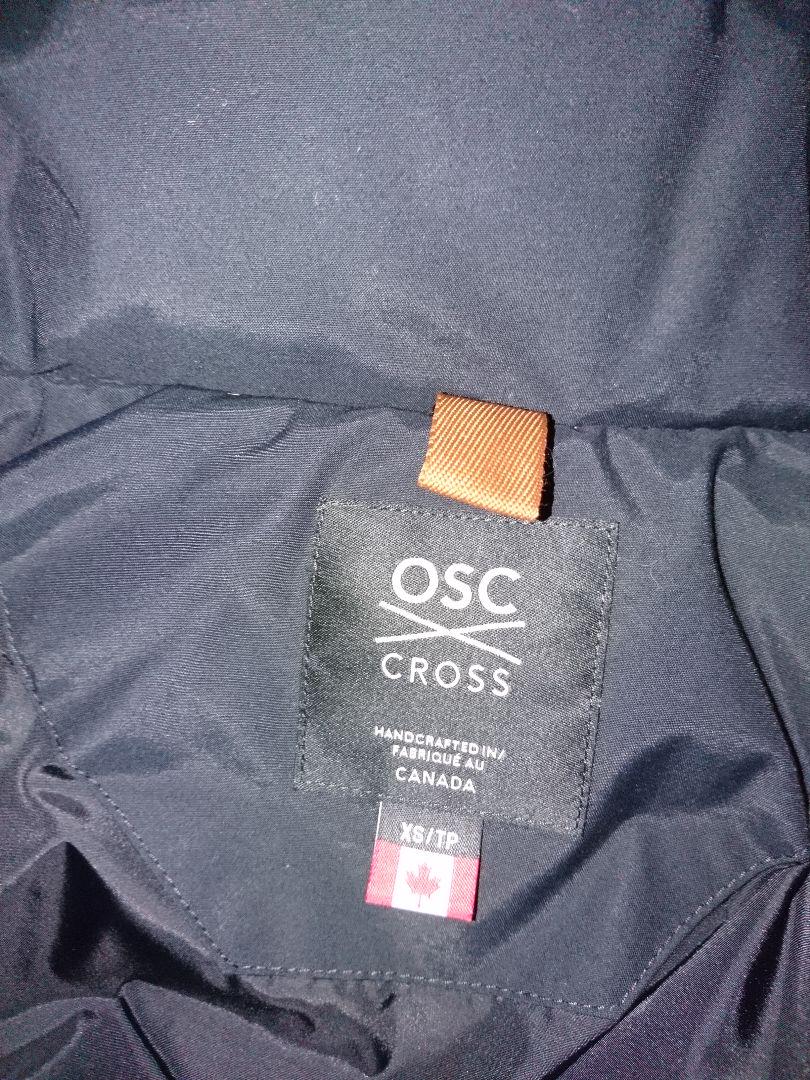 OSC
CROSS
HANDCRAFTED IN/
FABRIQUÉ AU
CANADA
XS/TP